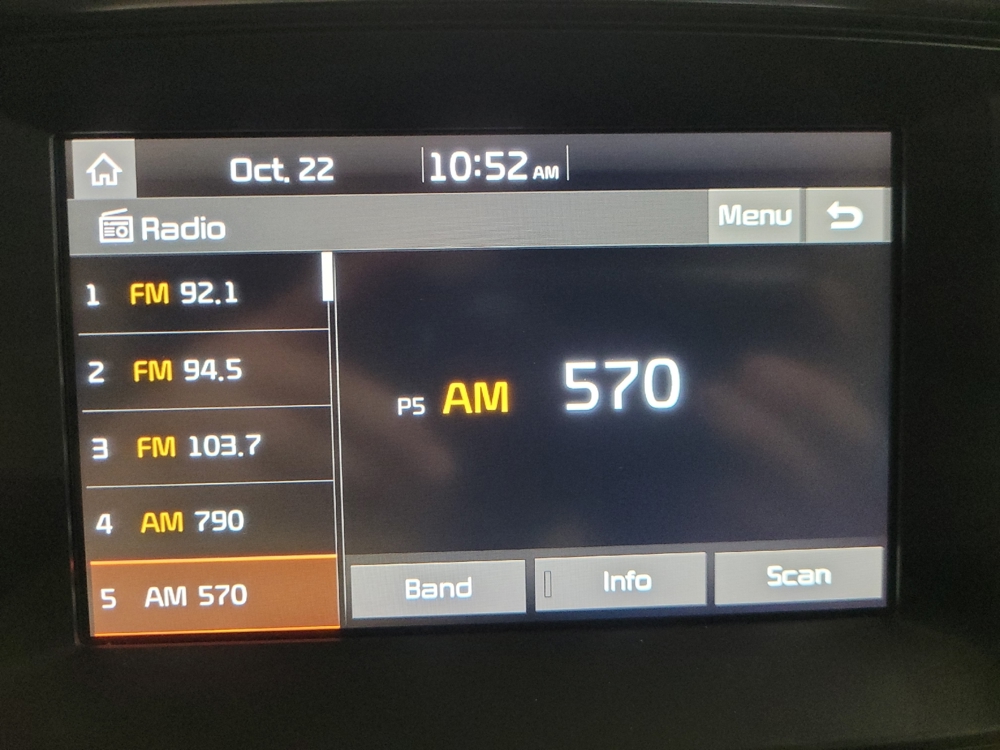 Oct. 22 10:52 AM
Radio Menu
1 FM 92.1
2 FM 94.5
3 FM 103.7
4 AM 790
5 AM 570
P5 AM 570
Band Info Scan